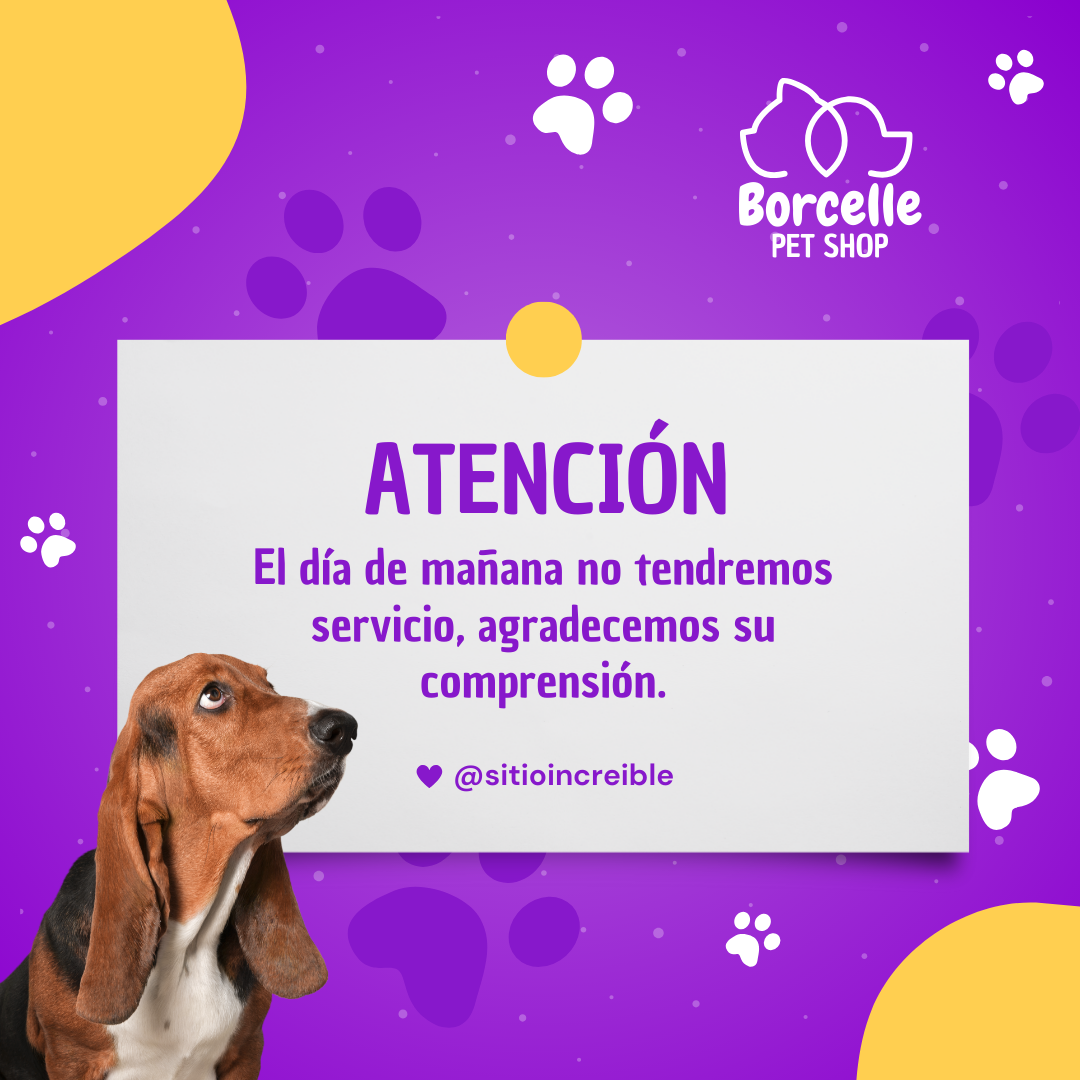 Borcelle
PET SHOP
ATENCIÓN
El día de mañana no tendremos
servicio, agradecemos su
comprensión.
@sitioincreible